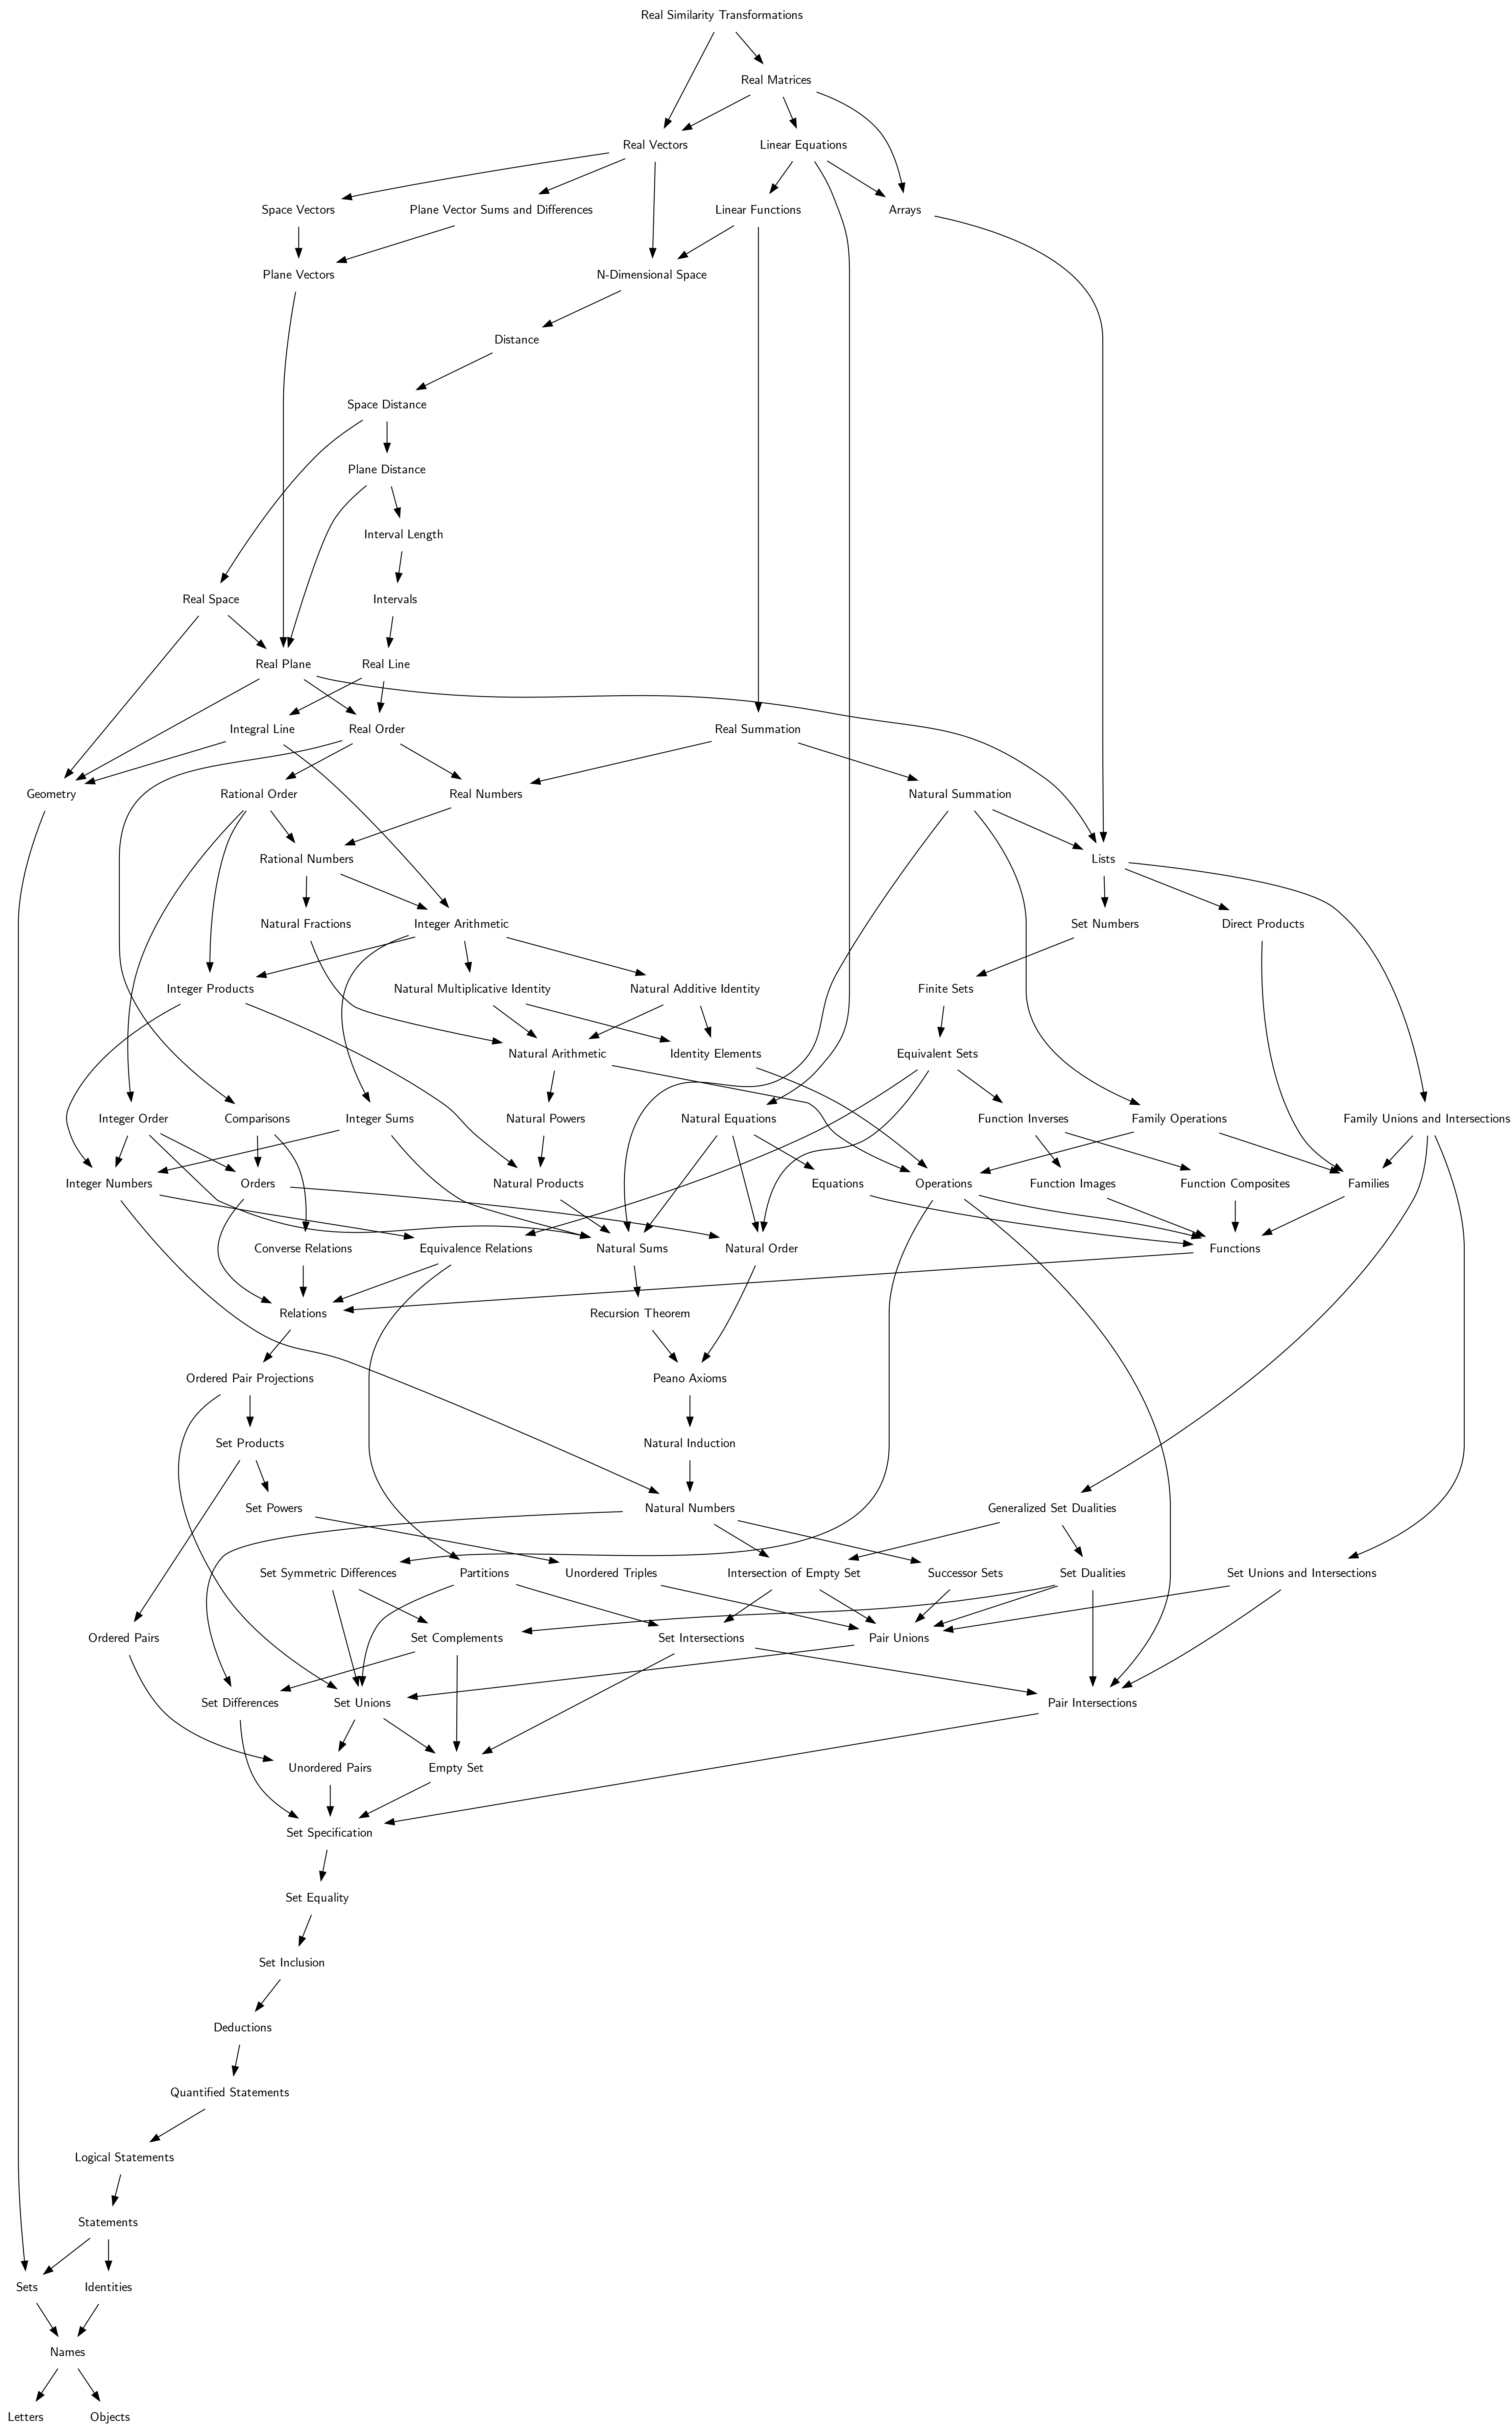 Real Similarity Transformations
Real Matrices
Real Vectors
Linear Equations
Space Vectors
Plane Vector Sums and Differences
Linear Functions
Arrays
Plane Vectors
N-Dimensional Space
Distance
Space Distance
Plane Distance
Interval Length
Real Space
Intervals
Real Plane
Real Line
Integral Line
Real Order
Real Summation
Geometry
Rational Order
Real Numbers
Natural Summation
Rational Numbers
Lists
Natural Fractions
Integer Arithmetic
Set Numbers
Direct Products
Integer Products
Natural Multiplicative Identity
Natural Additive Identity
Finite Sets
Natural Arithmetic
Identity Elements
Equivalent Sets
Integer Order
Comparisons
Integer Sums
Natural Powers
Natural Equations
Function Inverses
Family Operations
Family Unions and Intersections
Integer Numbers
Orders
Natural Products
Equations
Operations
Function Images
Function Composites
Families
Converse Relations
Equivalence Relations
Natural Sums
Natural Order
Functions
Relations
Recursion Theorem
Ordered Pair Projections
Peano Axioms
Set Products
Natural Induction
Set Powers
Natural Numbers
Generalized Set Dualities
Set Symmetric Differences
Partitions
Unordered Triples
Intersection of Empty Set
Successor Sets
Set Dualities
Set Unions and Intersections
Ordered Pairs
Set Complements
Set Intersections
Pair Unions
Set Differences
Set Unions
Pair Intersections
Unordered Pairs
Empty Set
Set Specification
Set Equality
Set Inclusion
Deductions
Quantified Statements
Logical Statements
Statements
Sets
Identities
Names
Letters
Objects